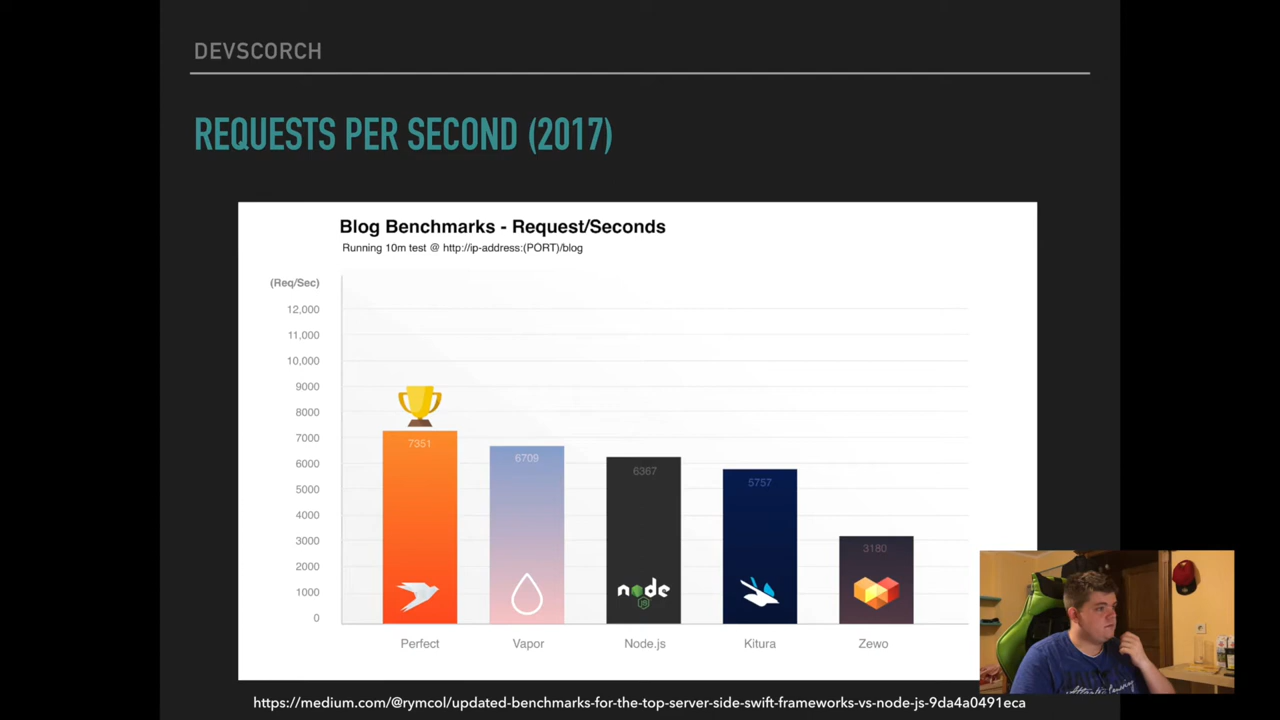 DEVSCORCH
REQUESTS PER SECOND (2017)
Blog Benchmarks - Request/Seconds
Running 10m test @ http://ip-address:(PORT)/blog
(Req/Sec)
12,000
11,000
10,000
9000
8000
7000
6000
5000
4000
3000
2000
1000
0
7351
6709
6367
5757
3180
node
JS
Perfect
Vapor
Node.js
Kitura
Zewo
https://medium.com/@rymcol/updated-benchmarks-for-the-top-server-side-swift-frameworks-vs-node-js-9da4a0491eca